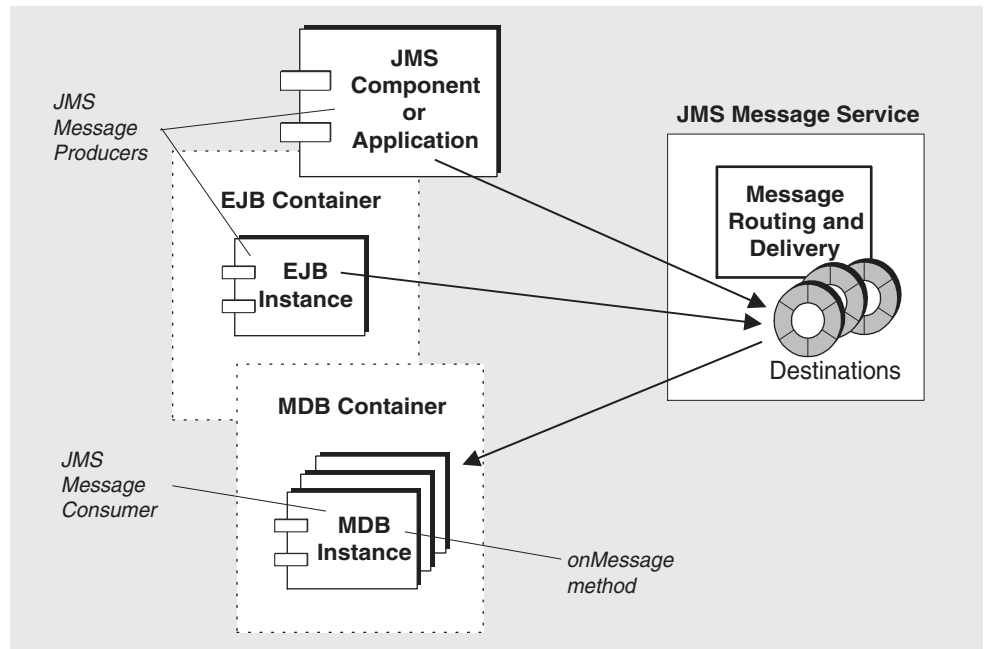 JMS
Component
or
Application
JMS
Message
Producers
JMS Message Service
Message
Routing and
Delivery
Destinations
EJB Container
EJB
Instance
MDB Container
JMS
Message
Consumer
MDB
Instance
onMessage
method